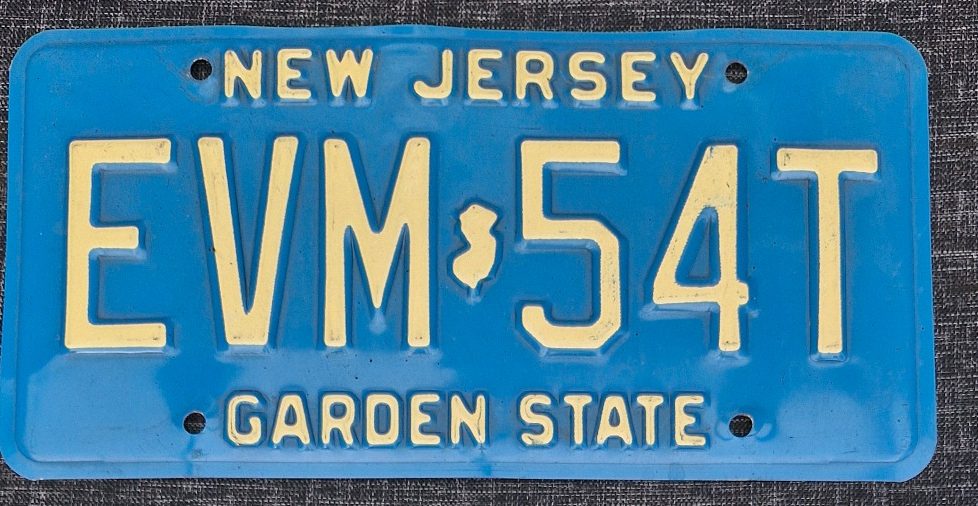 NEW JERSEY
EVM 54T
GARDEN STATE